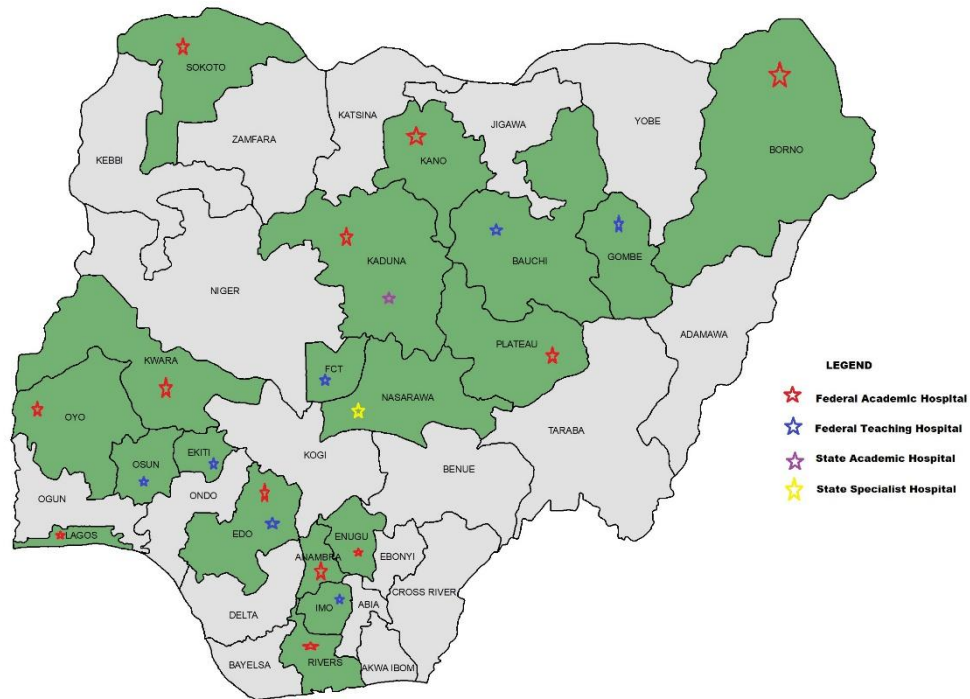 SOKOTO
KATSINA
JIGAWA
YOBE
BORNO
ZAMFARA
KEBBI
KANO
KADUNA
BAUCHI
GOMBE
NIGER
ADAMAWA
PLATEAU
KWARA
FCT
NASARAWA
TARABA
OYO
OSUN
EKITI
KOGI
BENUE
OGUN
ONDO
LAGOS
EDO
ENUGU
ANAMBRA
EBONYI
CROSS RIVER
DELTA
IMO
ABIA
BAYELSA
RIVERS
AKWA IBOM
LEGEND
Federal Academic Hospital
Federal Teaching Hospital
State Academic Hospital
State Specialist Hospital